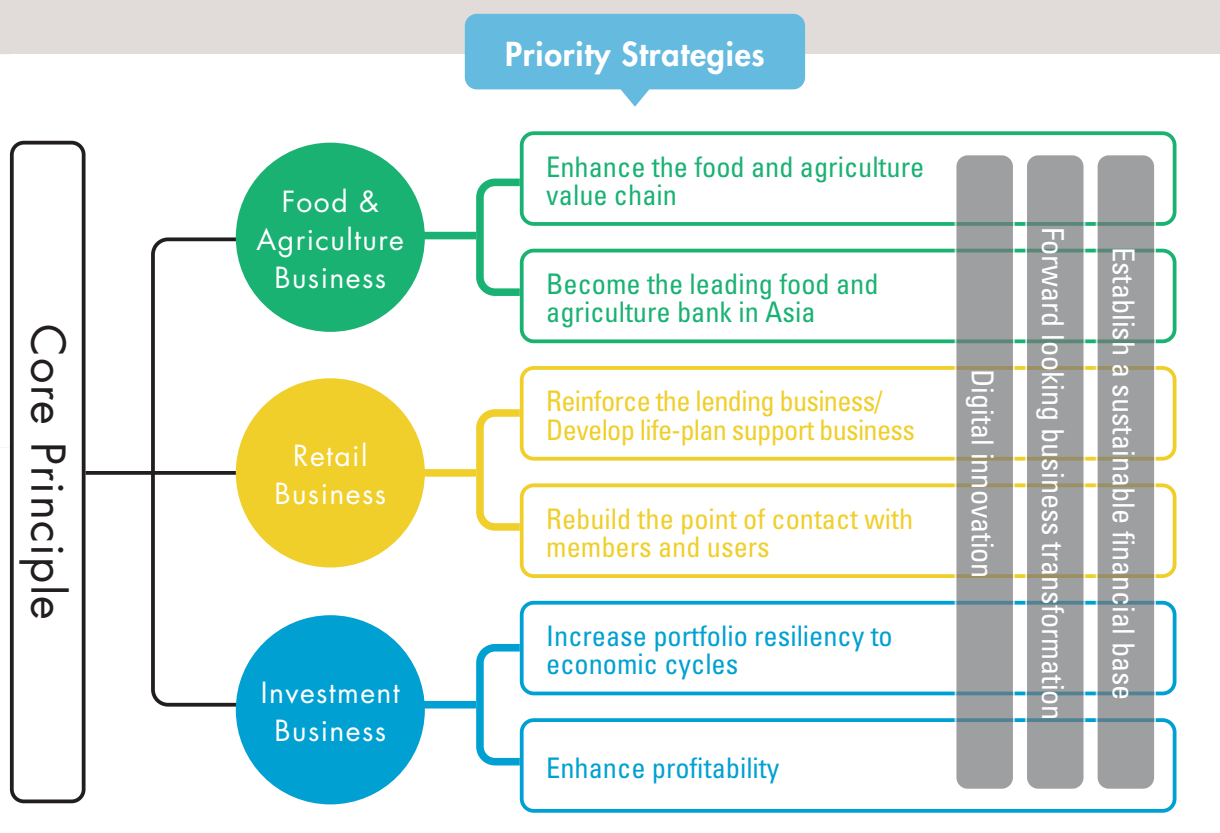 Priority Strategies
Core Principle
Food &
Agriculture
Business
Enhance the food and agriculture
value chain
Become the leading food and
agriculture bank in Asia
Retail
Business
Reinforce the lending business/
Develop life-plan support business
Rebuild the point of contact with
members and users
Investment
Business
Increase portfolio resiliency to
economic cycles
Enhance profitability
Digital innovation
Forward looking business transformation
Establish a sustainable financial base